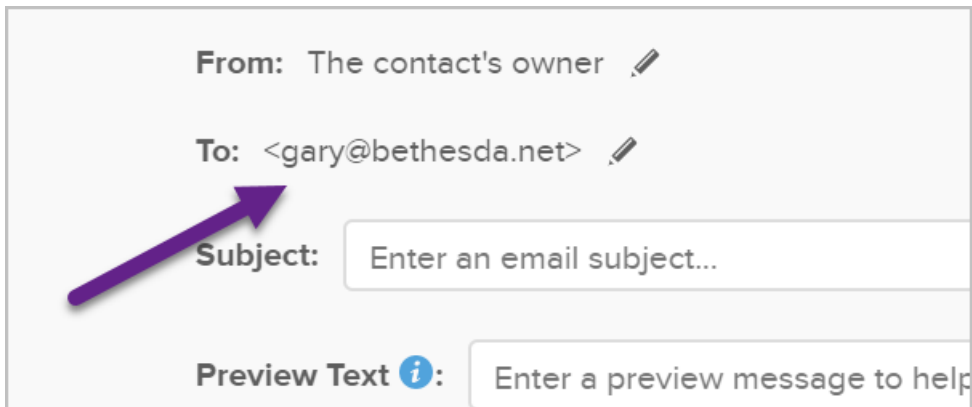 From: The contact's owner
To: <gary@bethesda.net>
Subject: Enter an email subject...
Preview Text i: Enter a preview message to help